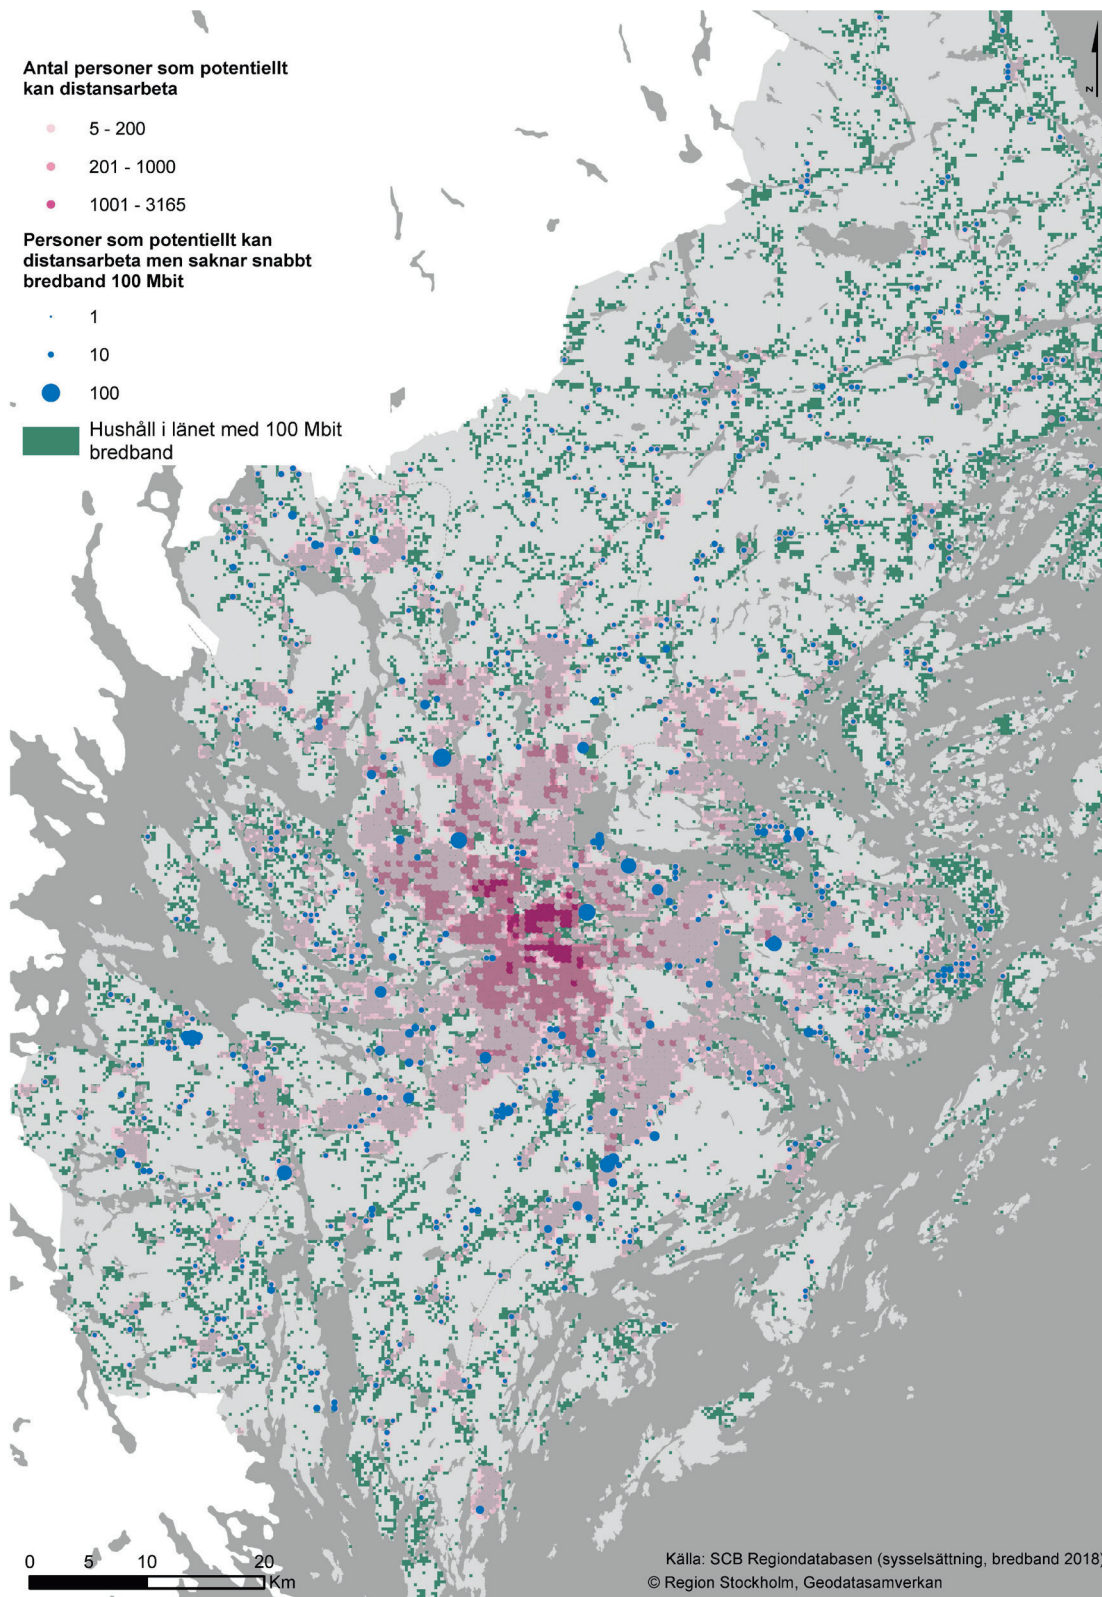 Antal personer som potentiellt
kan distansarbeta
5 - 200
201 - 1000
1001 - 3165
Personer som potentiellt kan
distansarbeta men saknar snabbt
bredband 100 Mbit
1
10
100
Hushåll i länet med 100 Mbit
bredband
N
0 5 10 20
Km
Källa: SCB Regiondatabasen (sysselsättning, bredband 2018)
© Region Stockholm, Geodatasamverkan